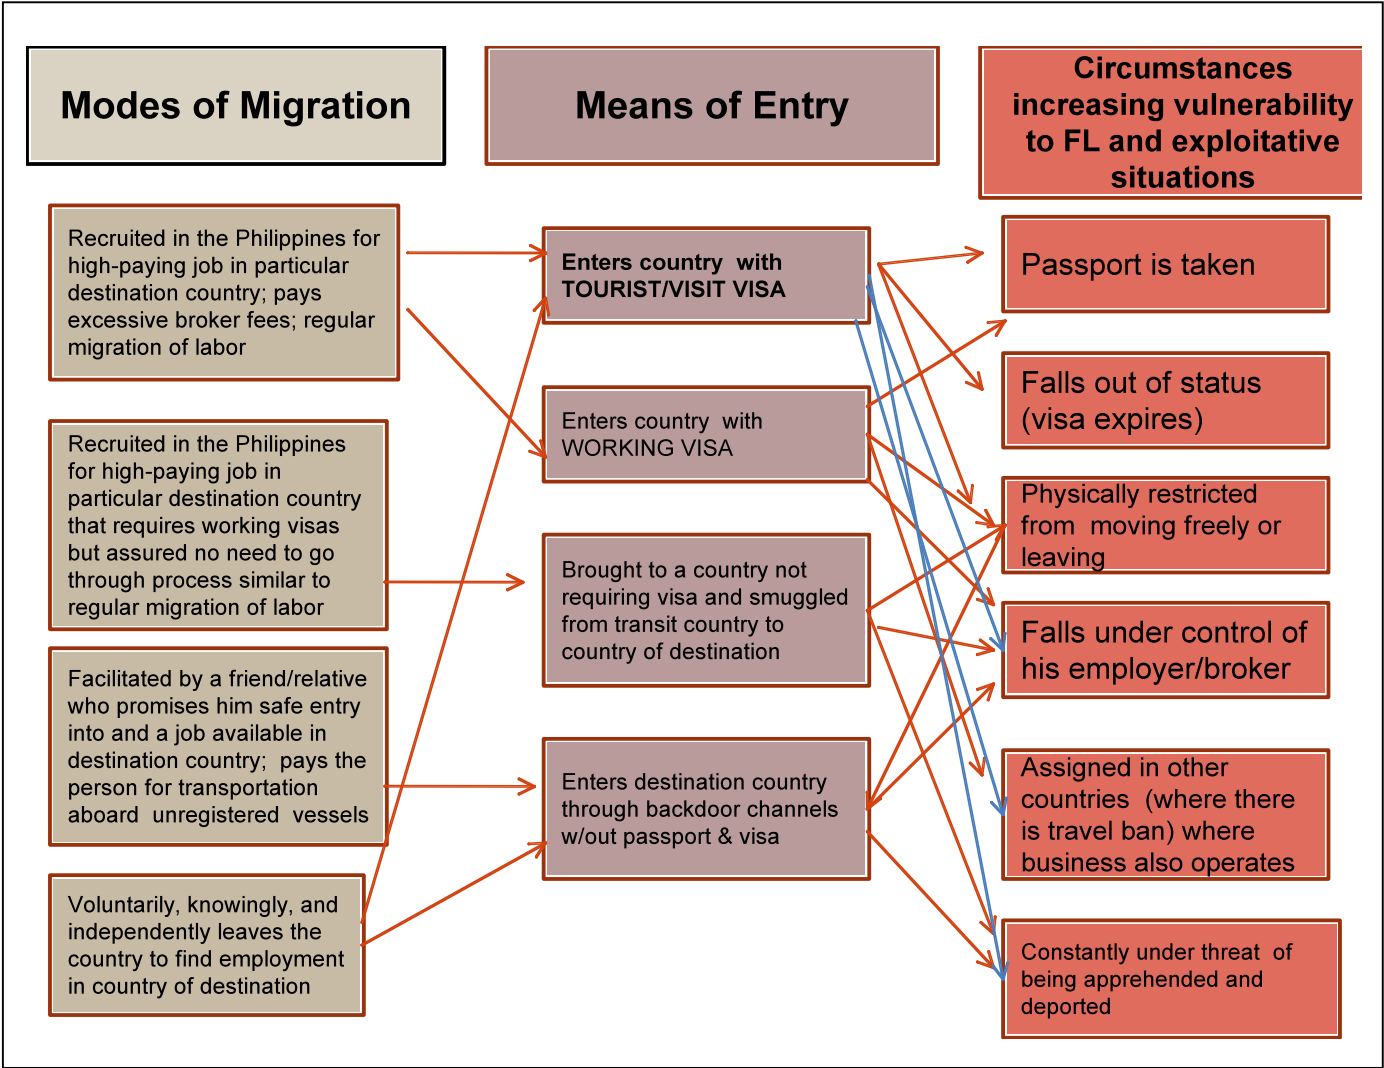 Modes of Migration
Means of Entry
Circumstances
increasing vulnerability
to FL and exploitative
situations
Recruited in the Philippines for
high-paying job in particular
destination country; pays
excessive broker fees; regular
migration of labor
Recruited in the Philippines
for high-paying job in
particular destination country
that requires working visas
but assured no need to go
through process similar to
regular migration of labor
Facilitated by a friend/relative
who promises him safe entry
into and a job available in
destination country; pays the
person for transportation
aboard unregistered vessels
Voluntarily, knowingly, and
independently leaves the
country to find employment
in country of destination
Enters country with
TOURIST/VISIT VISA
Enters country with
WORKING VISA
Brought to a country not
requiring visa and smuggled
from transit country to
country of destination
Enters destination country
through backdoor channels
w/out passport & visa
Passport is taken
Falls out of status
(visa expires)
Physically restricted
from moving freely or
leaving
Falls under control of
his employer/broker
Assigned in other
countries (where there
is travel ban) where
business also operates
Constantly under threat of
being apprehended and
deported